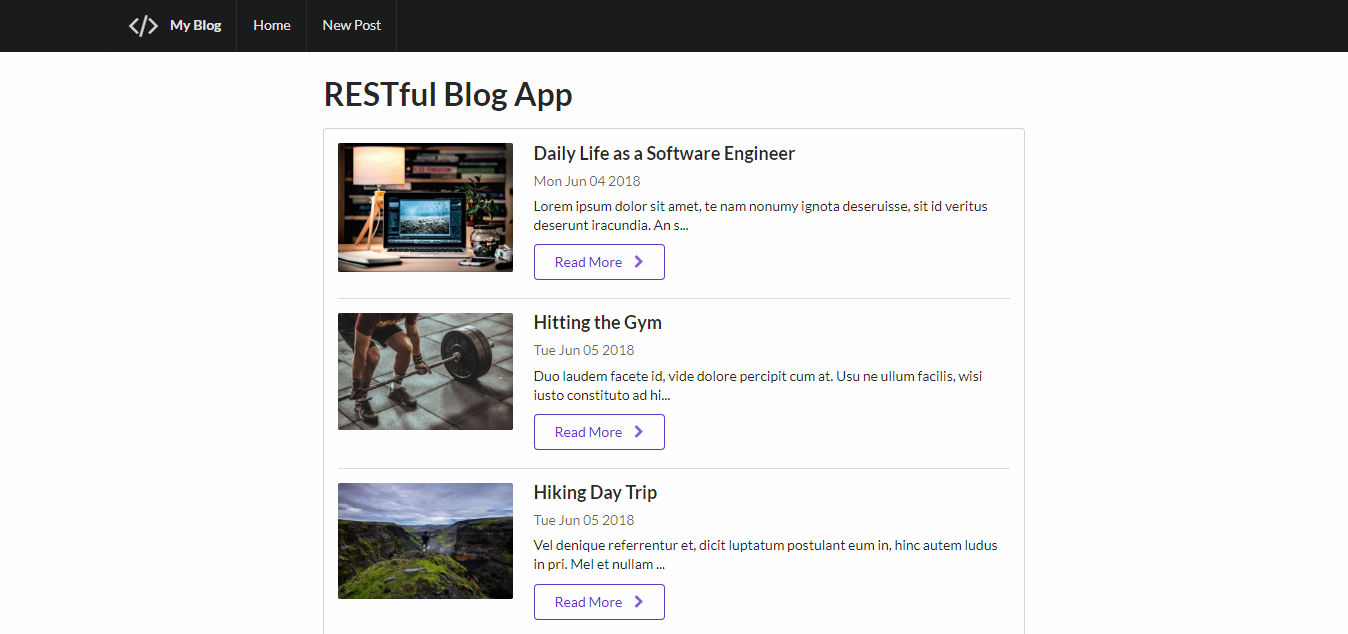 </> My Blog Home New Post
RESTful Blog App
Daily Life as a Software Engineer
Mon Jun 04 2018
Lorem ipsum dolor sit amet, te nam nonumy ignota deseruisse, sit id veritus
deserunt iracundia. An s...
Read More
Hitting the Gym
Tue Jun 05 2018
Duo laudem facete id, vide dolore percipit cum at. Usu ne ullum facilis, wisi
iusto constituto ad hi...
Read More
Hiking Day Trip
Tue Jun 05 2018
Vel denique referrentur et, dicit luptatum postulant eum in, hinc autem ludus
in pri. Mel et nullam ...
Read More